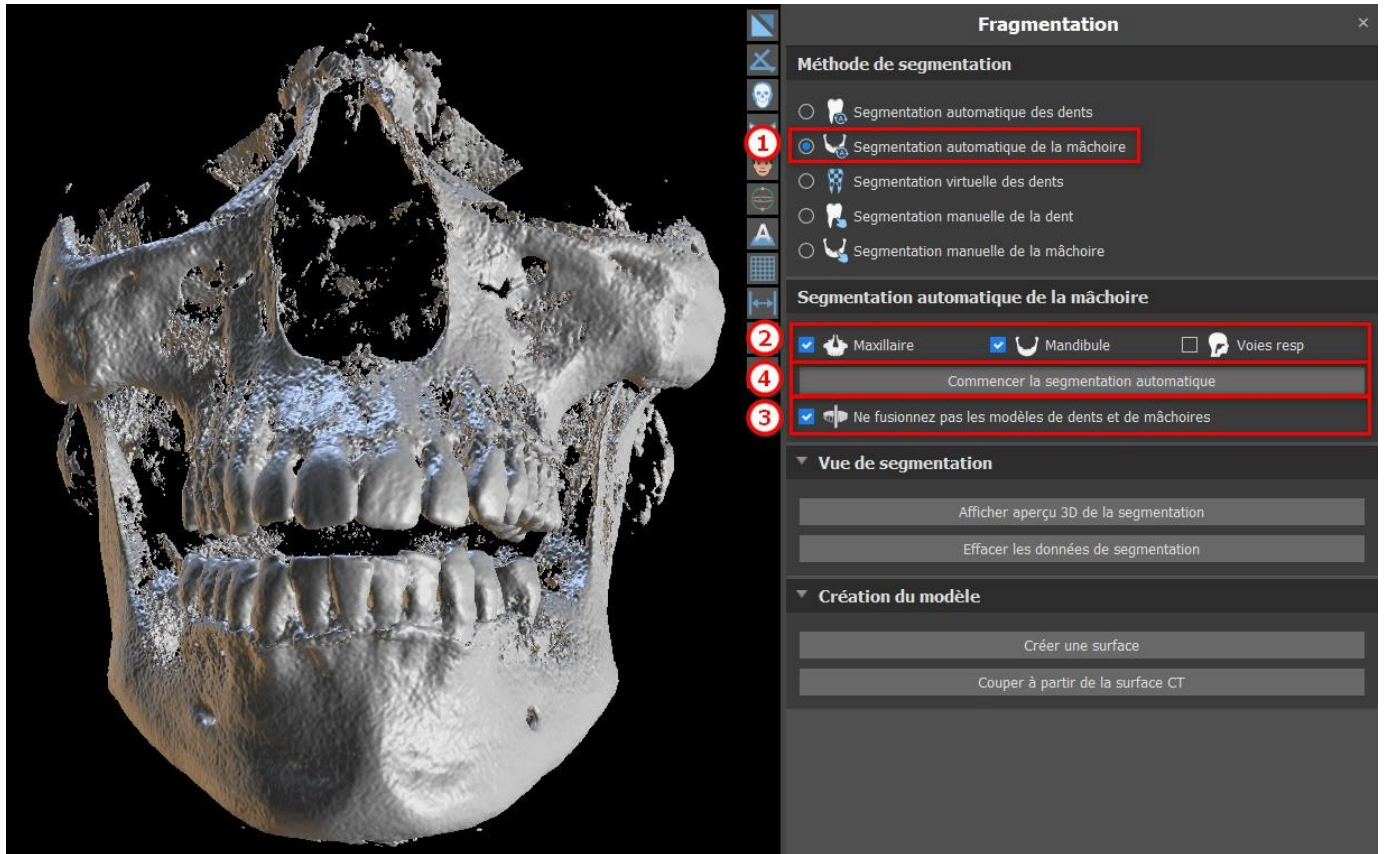 Fragmentation ×
Méthode de segmentation
Segmentation automatique des dents
1 Segmentation automatique de la mâchoire
Segmentation virtuelle des dents
Segmentation manuelle de la dent
Segmentation manuelle de la mâchoire
A
Segmentation automatique de la mâchoire
2 Maxillaire Mandibule Voies resp
4 Commencer la segmentation automatique
3 Ne fusionnez pas les modèles de dents et de mâchoires
Vue de segmentation
Afficher aperçu 3D de la segmentation
Effacer les données de segmentation
Création du modèle
Créer une surface
Couper à partir de la surface CT